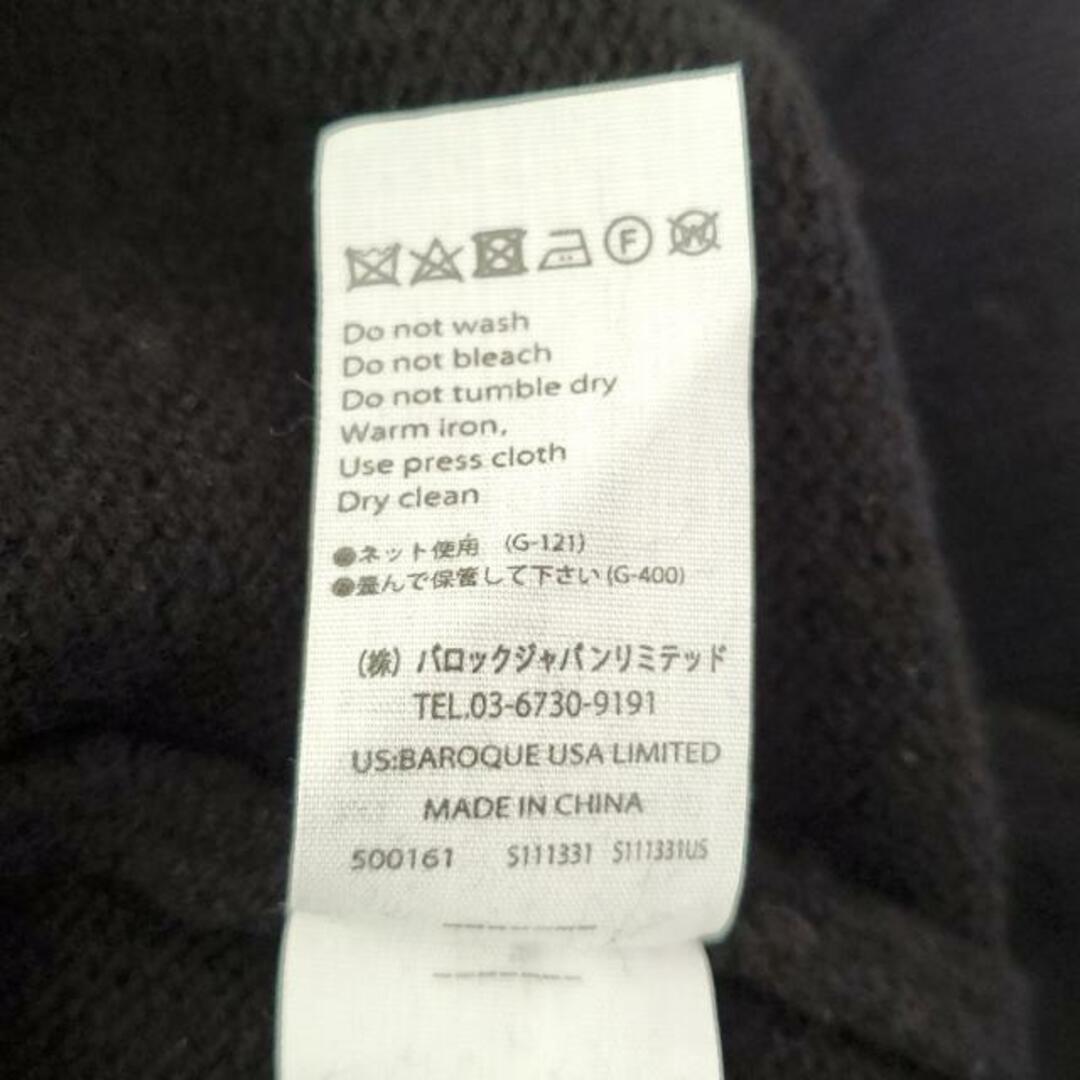 F W
Do not wash
Do not bleach
Do not tumble dry
Warm iron.
Use press cloth
Dry clean
●ネット使用 (G-121)
●畳んで保管して下さい(G-400)
(株) バロックジャパンリミテッド
TEL.03-6730-9191
US:BAROQUE USA LIMITED
MADE IN CHINA
500161 S111331 S111331US